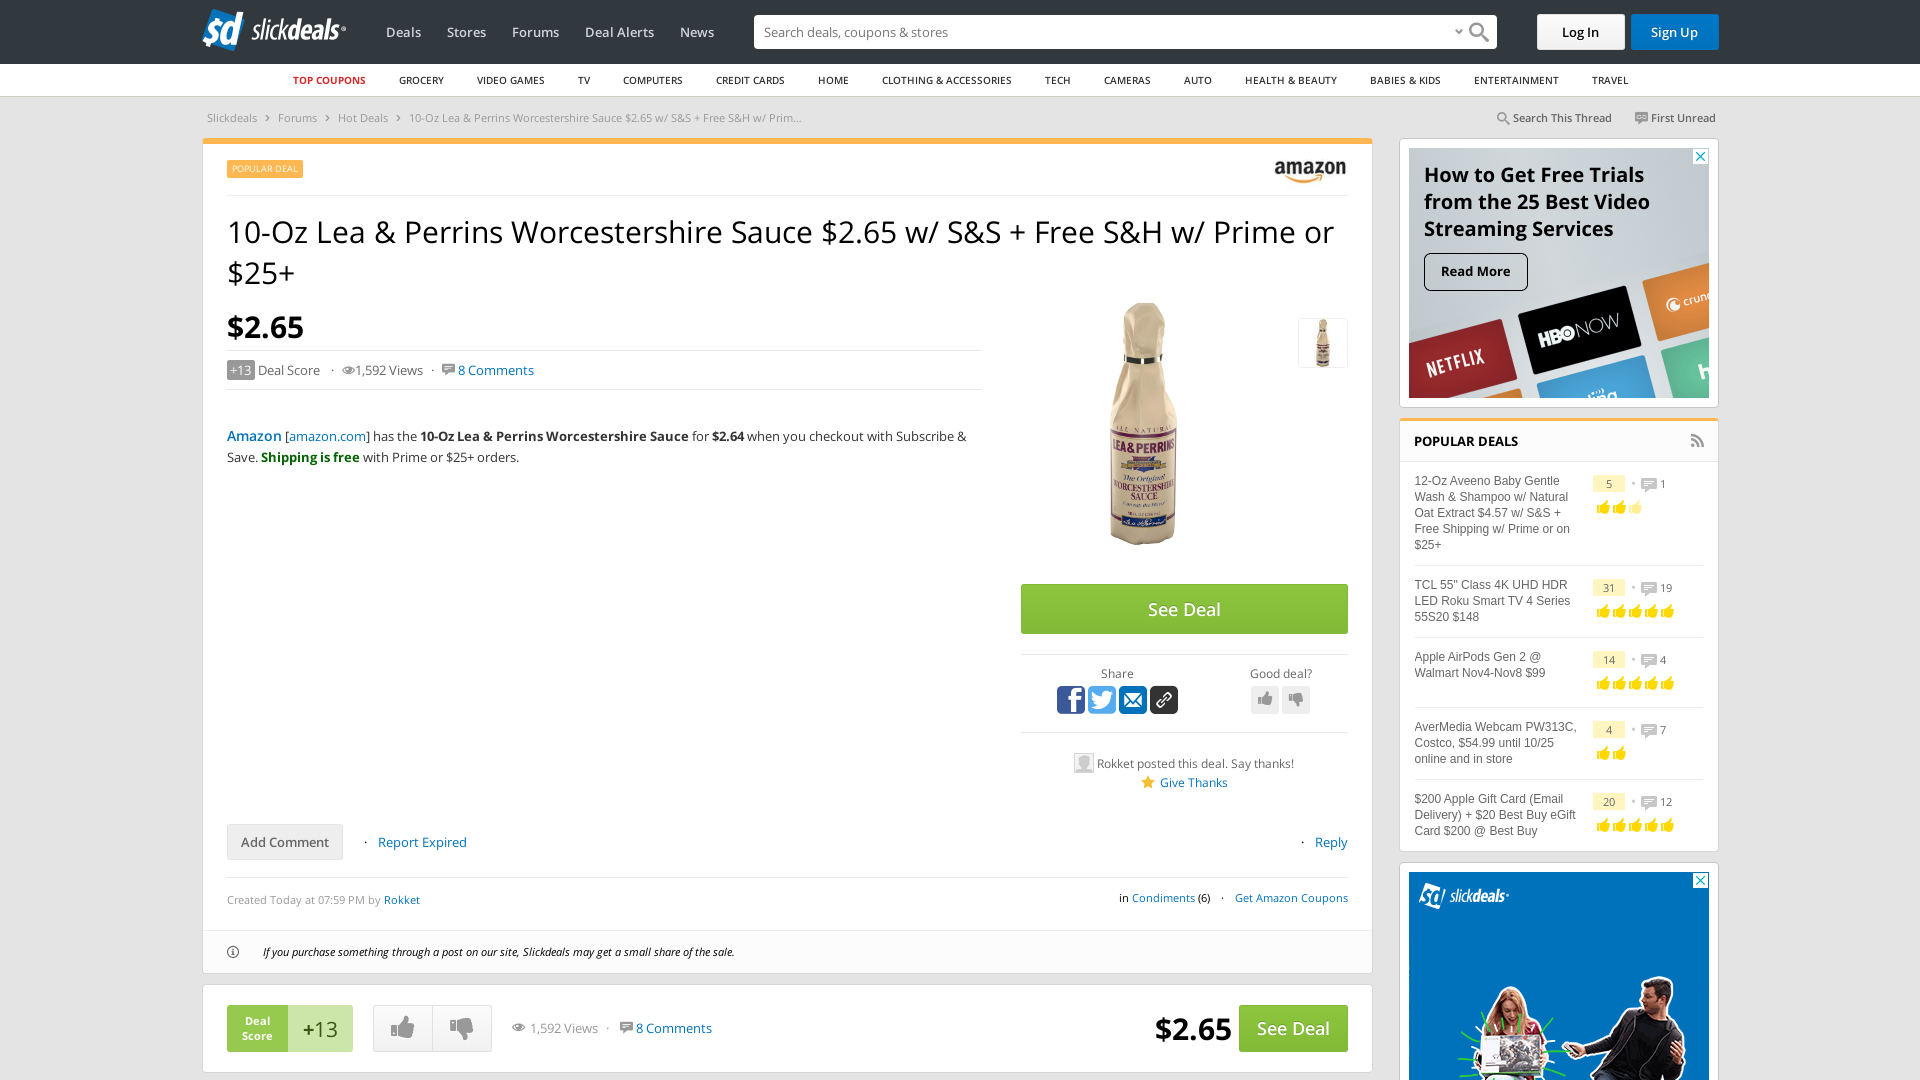 sd slickdeals
Deals
Stores
Forums
Deal Alerts
News
Search deals, coupons & stores
Log In
Sign Up
TOP COUPONS
GROCERY
VIDEO GAMES
TV
COMPUTERS
CREDIT CARDS
HOME
CLOTHING & ACCESSORIES
TECH
CAMERAS
AUTO
HEALTH & BEAUTY
BABIES & KIDS
ENTERTAINMENT
TRAVEL
Slickdeals › Forums › Hot Deals › 10-Oz Lea & Perrins Worcestershire Sauce $2.65 w/ S&S + Free S&H w/ Prim...
Search This Thread
First Unread
POPULAR DEAL
amazon
10-Oz Lea & Perrins Worcestershire Sauce $2.65 w/ S&S + Free S&H w/ Prime or
$25+
$2.65
+13 Deal Score · 1,592 Views · 8 Comments
Amazon [amazon.com] has the 10-Oz Lea & Perrins Worcestershire Sauce for $2.64 when you checkout with Subscribe &
Save. Shipping is free with Prime or $25+ orders.
ALL NATURAL
LEA & PERRINS
The Original
WORCESTERSHIRE
SAUCE
See Deal
Share
Good deal?
Rokket posted this deal. Say thanks!
Give Thanks
Add Comment
· Report Expired
· Reply
Created Today at 07:59 PM by Rokket
in Condiments (6) · Get Amazon Coupons
If you purchase something through a post on our site, Slickdeals may get a small share of the sale.
Deal
Score
+13
1,592 Views · 8 Comments
$2.65
See Deal
How to Get Free Trials
from the 25 Best Video
Streaming Services
Read More
NETFLIX
HBO NOW
crunc
h
ling
POPULAR DEALS
12-Oz Aveeno Baby Gentle
Wash & Shampoo w/ Natural
Oat Extract $4.57 w/ S&S +
Free Shipping w/ Prime or on
$25+
5 • 1
TCL 55" Class 4K UHD HDR
LED Roku Smart TV 4 Series
55S20 $148
31 • 19
Apple AirPods Gen 2 @
Walmart Nov4-Nov8 $99
14 • 4
AverMedia Webcam PW313C,
Costco, $54.99 until 10/25
online and in store
4 • 7
$200 Apple Gift Card (Email
Delivery) + $20 Best Buy eGift
Card $200 @ Best Buy
20 • 12
sd slickdeals